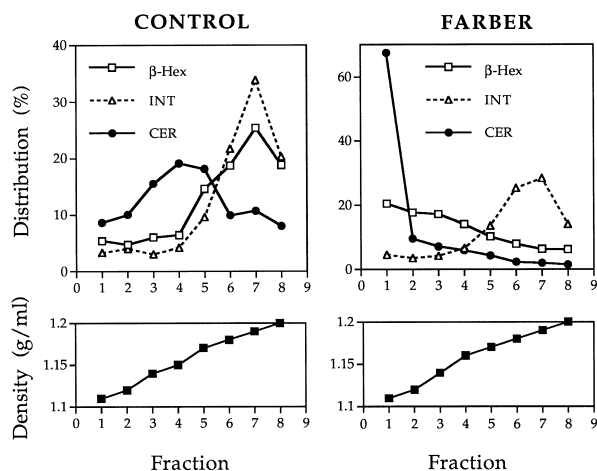 CONTROL
FARBER
Distribution (%)
40
30
20
10
0
β-Hex
INT
CER
0 1 2 3 4 5 6 7 8 9
60
40
20
0
β-Hex
INT
CER
0 1 2 3 4 5 6 7 8 9
Density (g/ml)
1.2
1.15
1.1
0 1 2 3 4 5 6 7 8 9
Fraction
1.2
1.15
1.1
0 1 2 3 4 5 6 7 8 9
Fraction